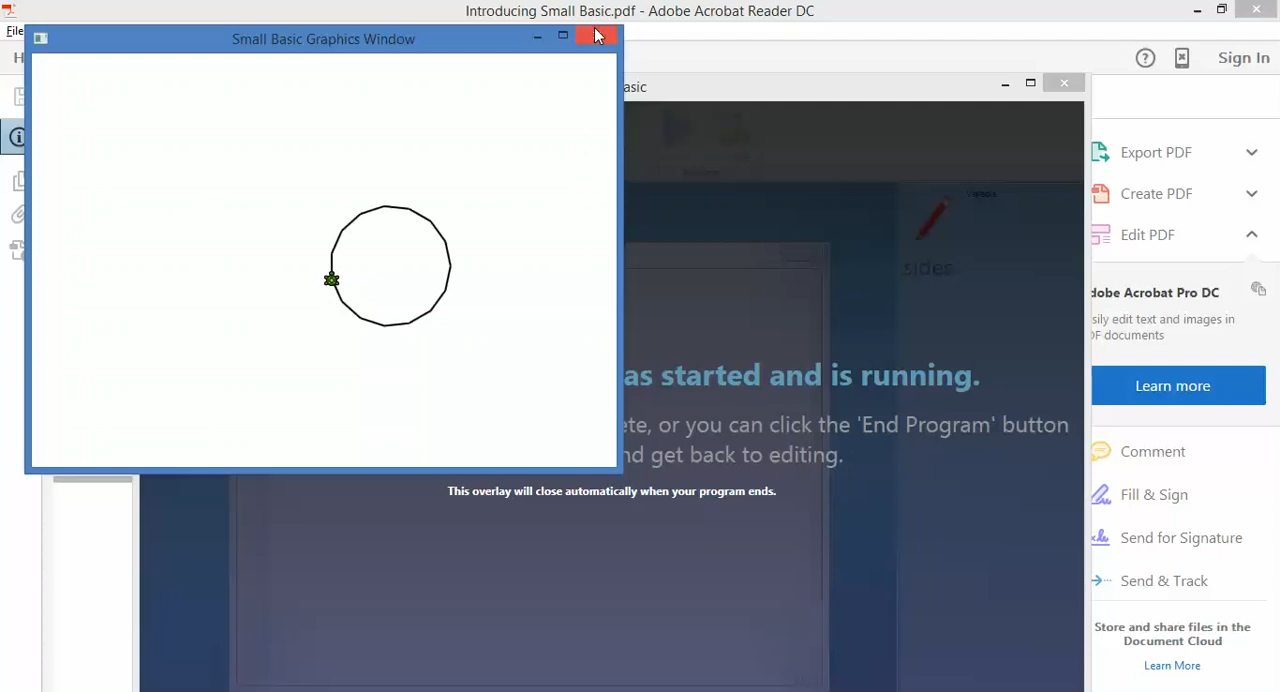 Introducing Small Basic.pdf - Adobe Acrobat Reader DC
File
Small Basic Graphics Window
Sign In
asic
Export PDF
Create PDF
sides
Edit PDF
dobe Acrobat Pro DC
sily edit text and images in
DF documents
as started and is running.
Learn more
ete, or you can click the 'End Program' button
nd get back to editing.
Comment
This overlay will close automatically when your program ends.
Fill & Sign
Send for Signature
Send & Track
Store and share files in the
Document Cloud
Learn More